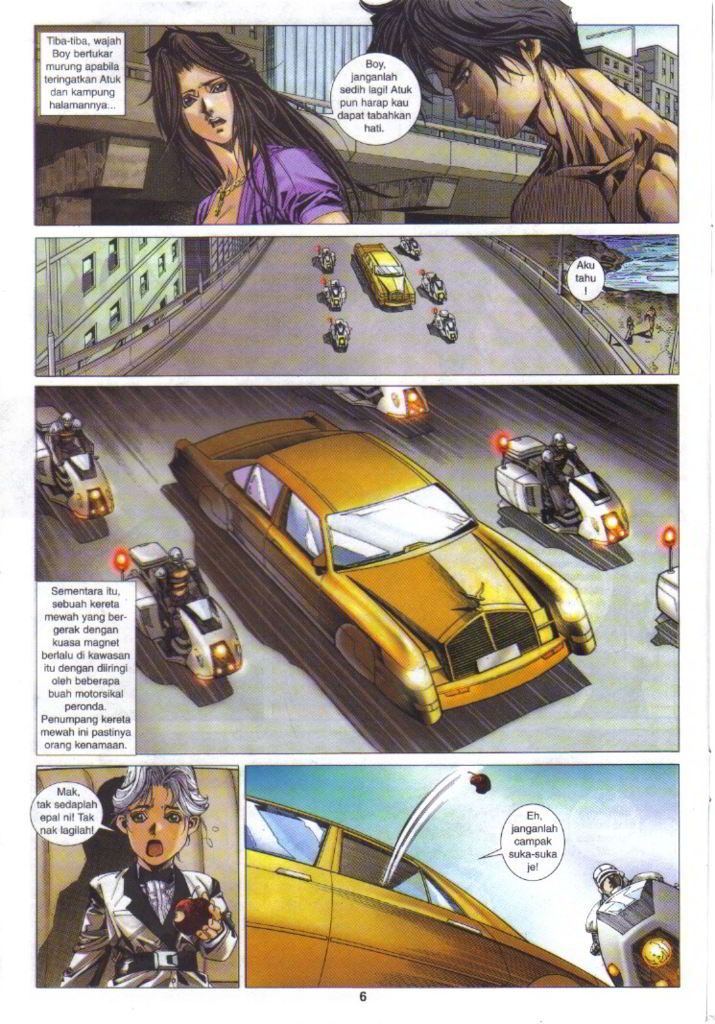 Tiba-tiba, wajah
Boy bertukar
murung apabila
teringatkan Atuk
dan kampung
halamannya...
Boy,
janganlah
sedih lagi! Atuk
pun harap kau
dapat tabahkan
hati.
Aku
tahu
!
Sementara itu,
sebuah kereta
mewah yang ber-
gerak dengan
kuasa magnet
berlalu di kawasan
itu dengan diiringi
oleh beberapa
buah motorsikal
peronda.
Penumpang kereta
mewah ini pastinya
orang kenamaan.
Mak,
tak sedaplah
epal ni! Tak
nak lagilah!
Eh,
janganlah
campak
suka-suka
je!
6